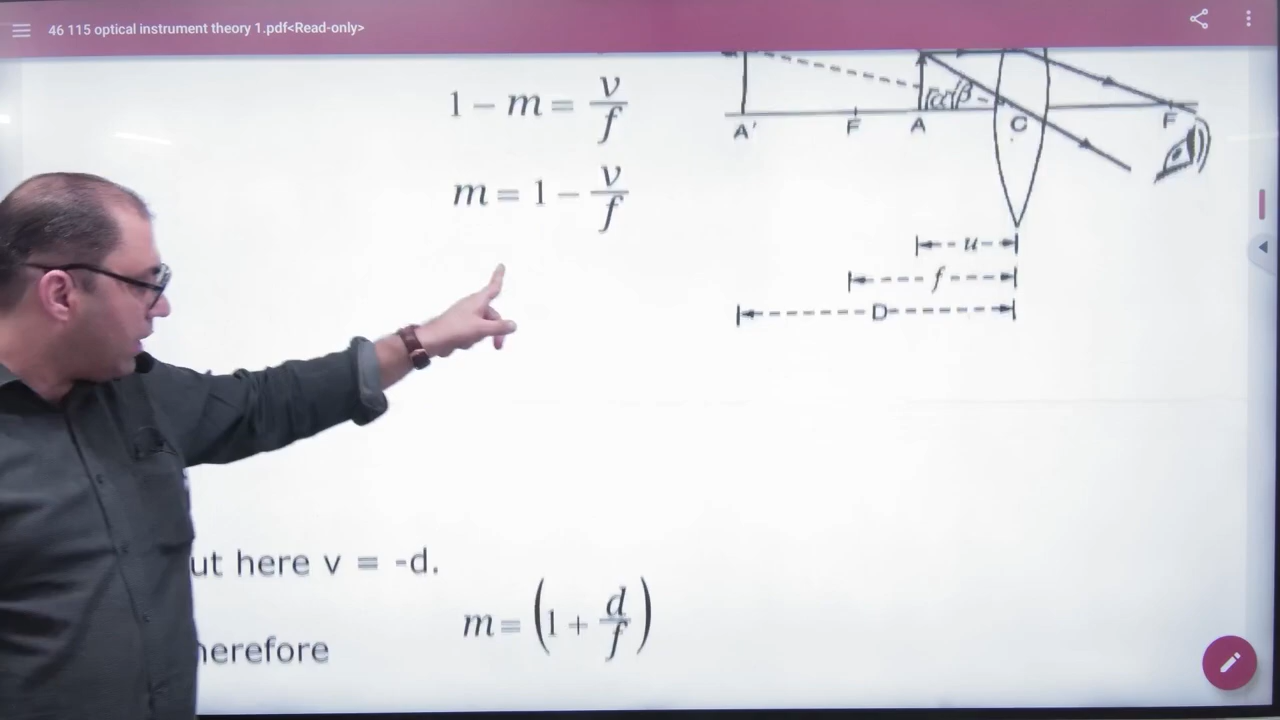 46 115 optical instrument theory 1.pdf<Read-only>
1 − m = v/f
m = 1 − v/f
A' F A C F
β
u
f
D
ut here v = -d.
m = (1 + d/f)
herefore